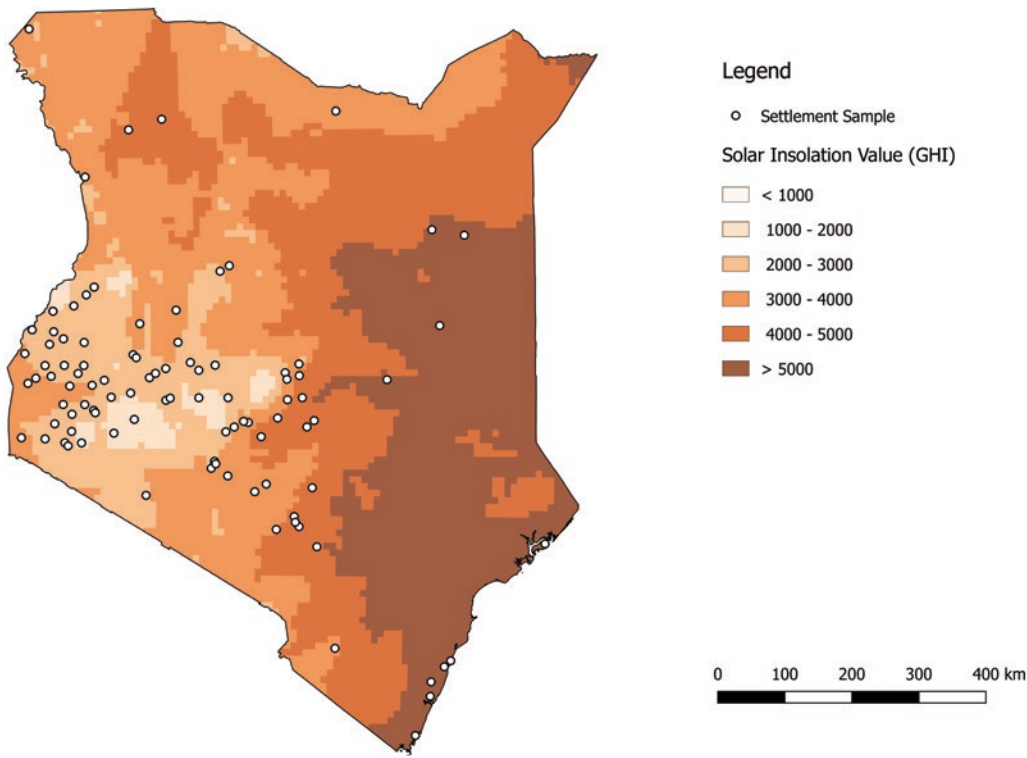 Legend
Settlement Sample
Solar Insolation Value (GHI)
< 1000
1000 - 2000
2000 - 3000
3000 - 4000
4000 - 5000
> 5000
0 100 200 300 400 km